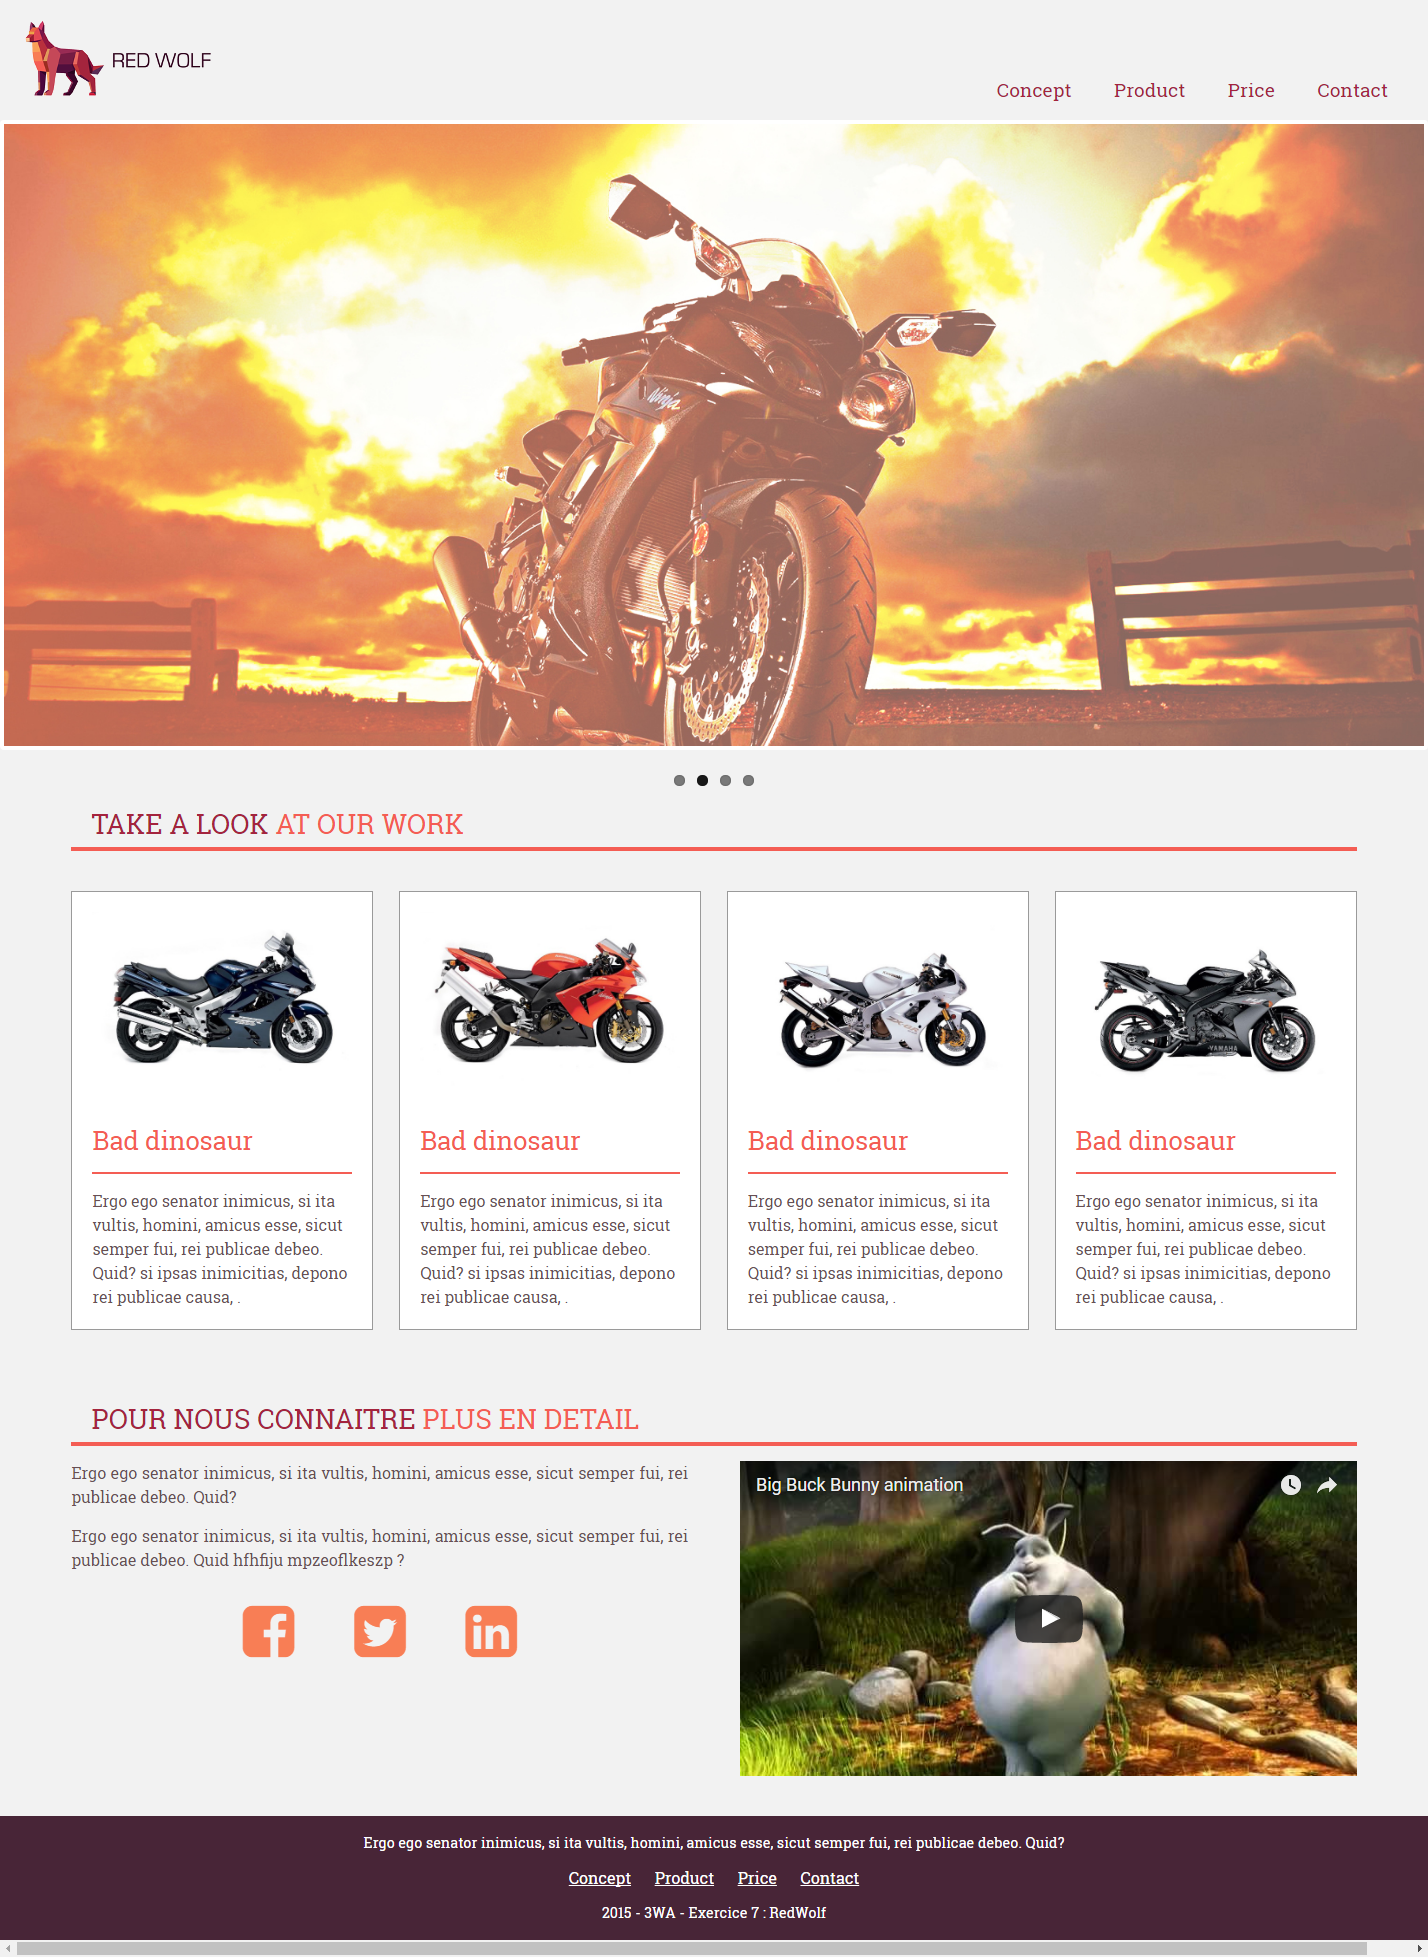 RED WOLF
Concept Product Price Contact
Ninja
TAKE A LOOK AT OUR WORK
YAMAHA
Bad dinosaur
Ergo ego senator inimicus, si ita
vultis, homini, amicus esse, sicut
semper fui, rei publicae debeo.
Quid? si ipsas inimicitias, depono
rei publicae causa, .
Bad dinosaur
Ergo ego senator inimicus, si ita
vultis, homini, amicus esse, sicut
semper fui, rei publicae debeo.
Quid? si ipsas inimicitias, depono
rei publicae causa, .
Bad dinosaur
Ergo ego senator inimicus, si ita
vultis, homini, amicus esse, sicut
semper fui, rei publicae debeo.
Quid? si ipsas inimicitias, depono
rei publicae causa, .
Bad dinosaur
Ergo ego senator inimicus, si ita
vultis, homini, amicus esse, sicut
semper fui, rei publicae debeo.
Quid? si ipsas inimicitias, depono
rei publicae causa, .
POUR NOUS CONNAITRE PLUS EN DETAIL
Ergo ego senator inimicus, si ita vultis, homini, amicus esse, sicut semper fui, rei
publicae debeo. Quid?
Ergo ego senator inimicus, si ita vultis, homini, amicus esse, sicut semper fui, rei
publicae debeo. Quid hfhfiju mpzeoflkeszp ?
in
Big Buck Bunny animation
Ergo ego senator inimicus, si ita vultis, homini, amicus esse, sicut semper fui, rei publicae debeo. Quid?
Concept Product Price Contact
2015 - 3WA - Exercice 7 : RedWolf